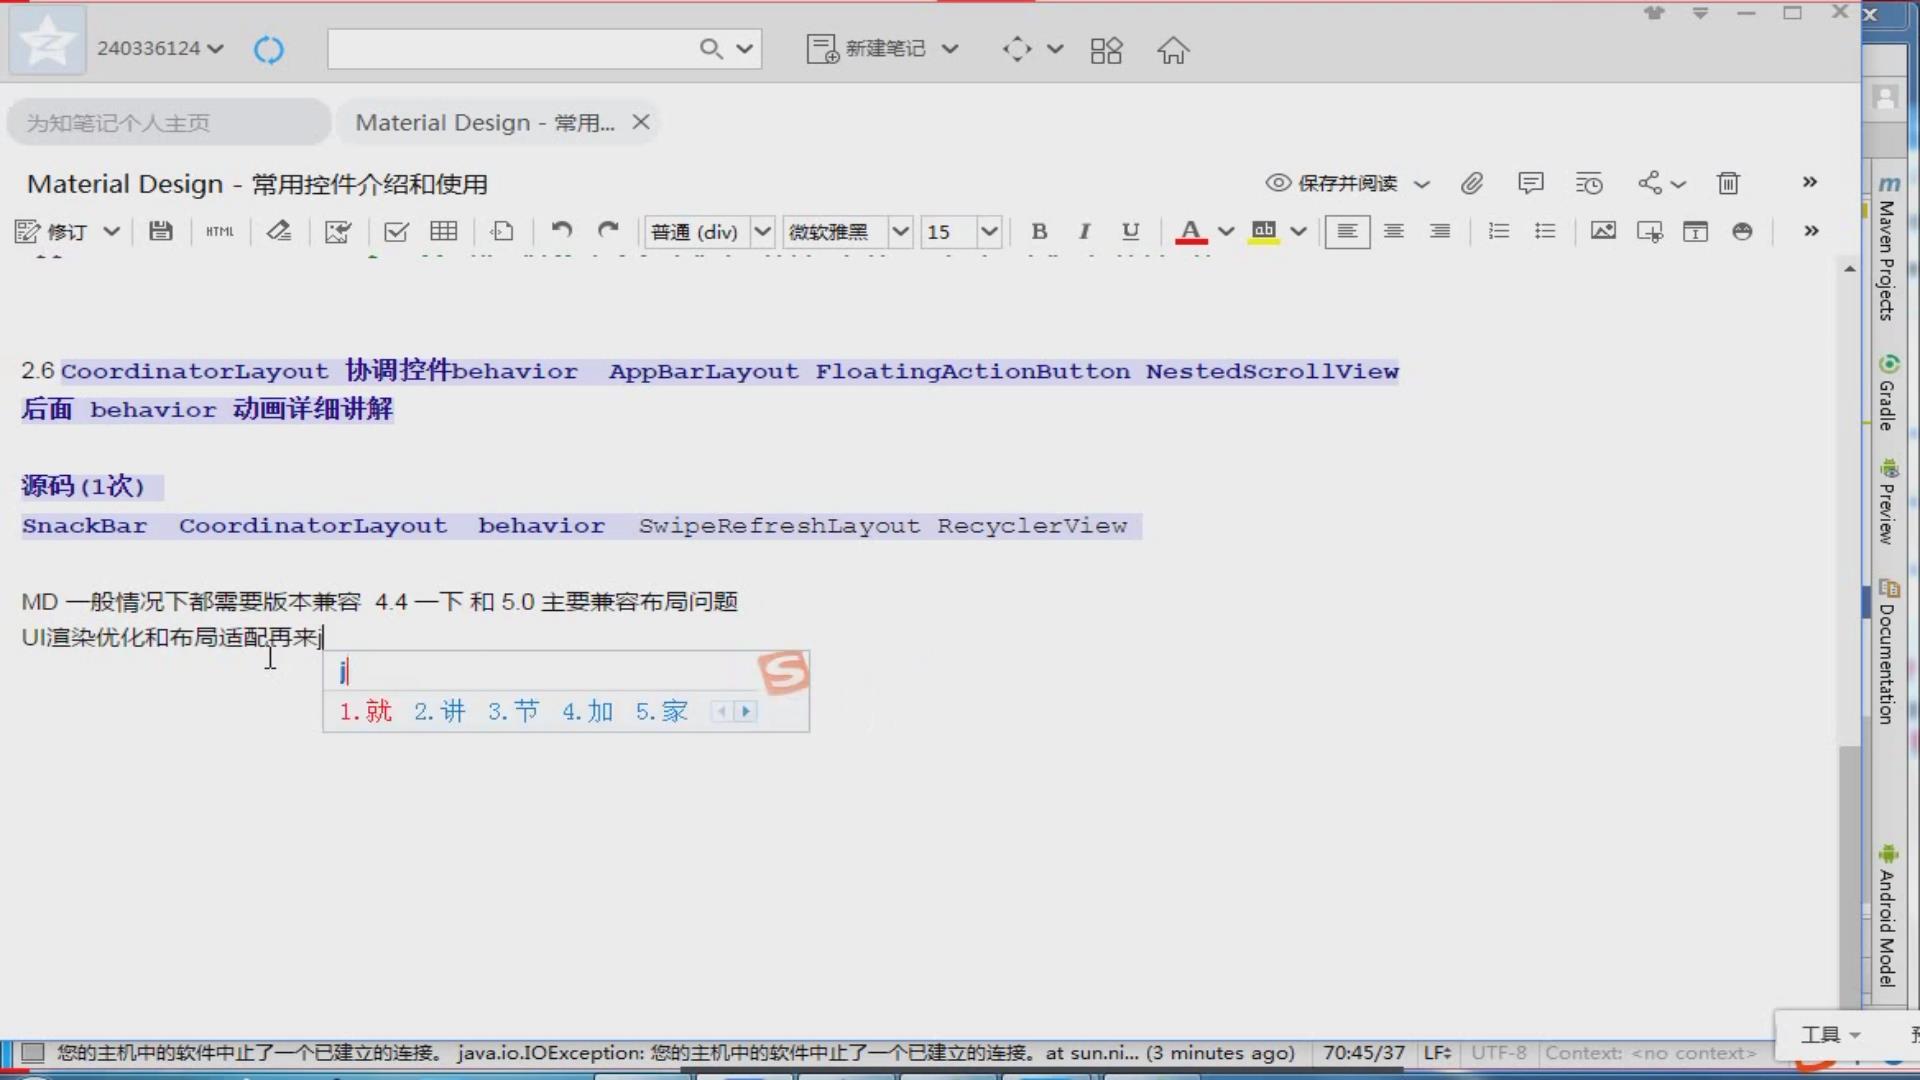 240336124
新建笔记
为知笔记个人主页
Material Design - 常用...
Material Design - 常用控件介绍和使用
保存并阅读
修订
HTML
普通 (div)
微软雅黑
15
B I U A ab
2.6 CoordinatorLayout 协调控件behavior AppBarLayout FloatingActionButton NestedScrollView
后面 behavior 动画详细讲解
源码(1次)
SnackBar CoordinatorLayout behavior SwipeRefreshLayout RecyclerView
MD 一般情况下都需要版本兼容 4.4 一下 和 5.0 主要兼容布局问题
UI渲染优化和布局适配再来j
j
1.就 2.讲 3.节 4.加 5.家
Maven Projects
Gradle
Preview
Documentation
Android Model
工具
您的主机中的软件中止了一个已建立的连接。 java.io.IOException: 您的主机中的软件中止了一个已建立的连接。at sun.ni... (3 minutes ago)
70:45/37 LF UTF-8 Context: <no context>